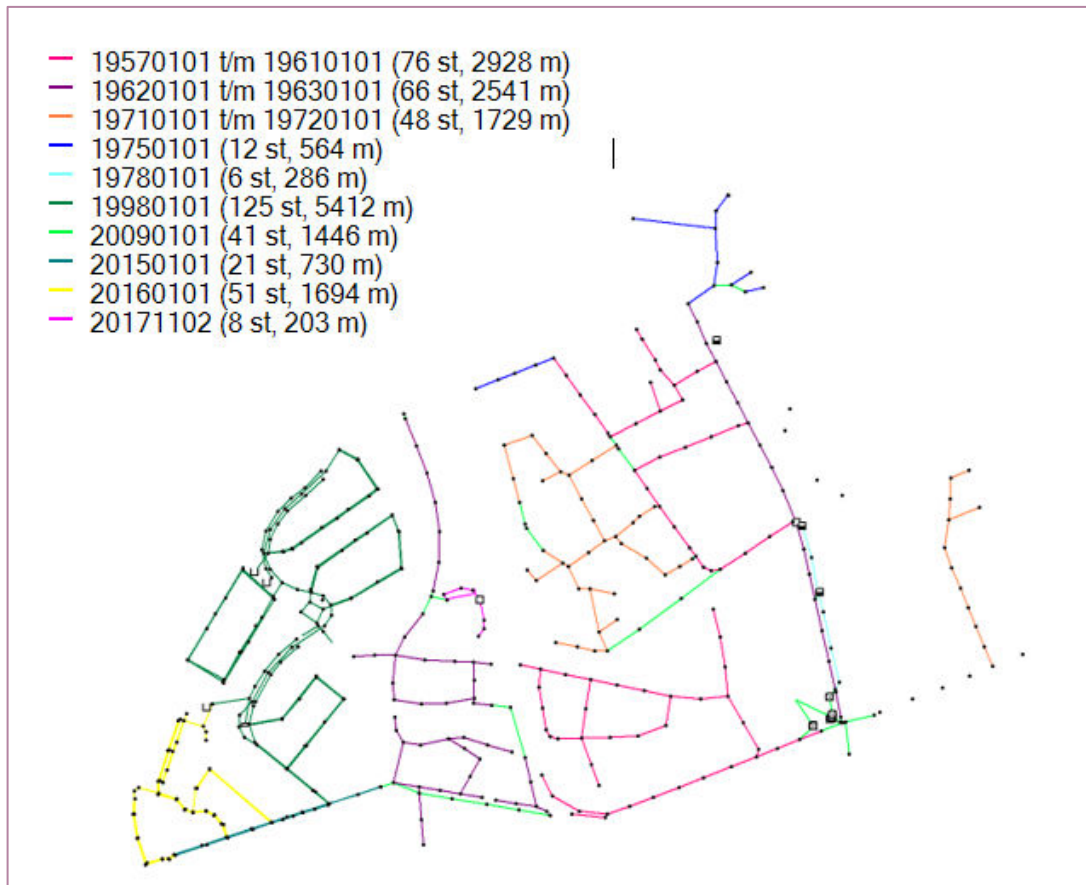 19570101 t/m 19610101 (76 st, 2928 m)
19620101 t/m 19630101 (66 st, 2541 m)
19710101 t/m 19720101 (48 st, 1729 m)
19750101 (12 st, 564 m)
19780101 (6 st, 286 m)
19980101 (125 st, 5412 m)
20090101 (41 st, 1446 m)
20150101 (21 st, 730 m)
20160101 (51 st, 1694 m)
20171102 (8 st, 203 m)